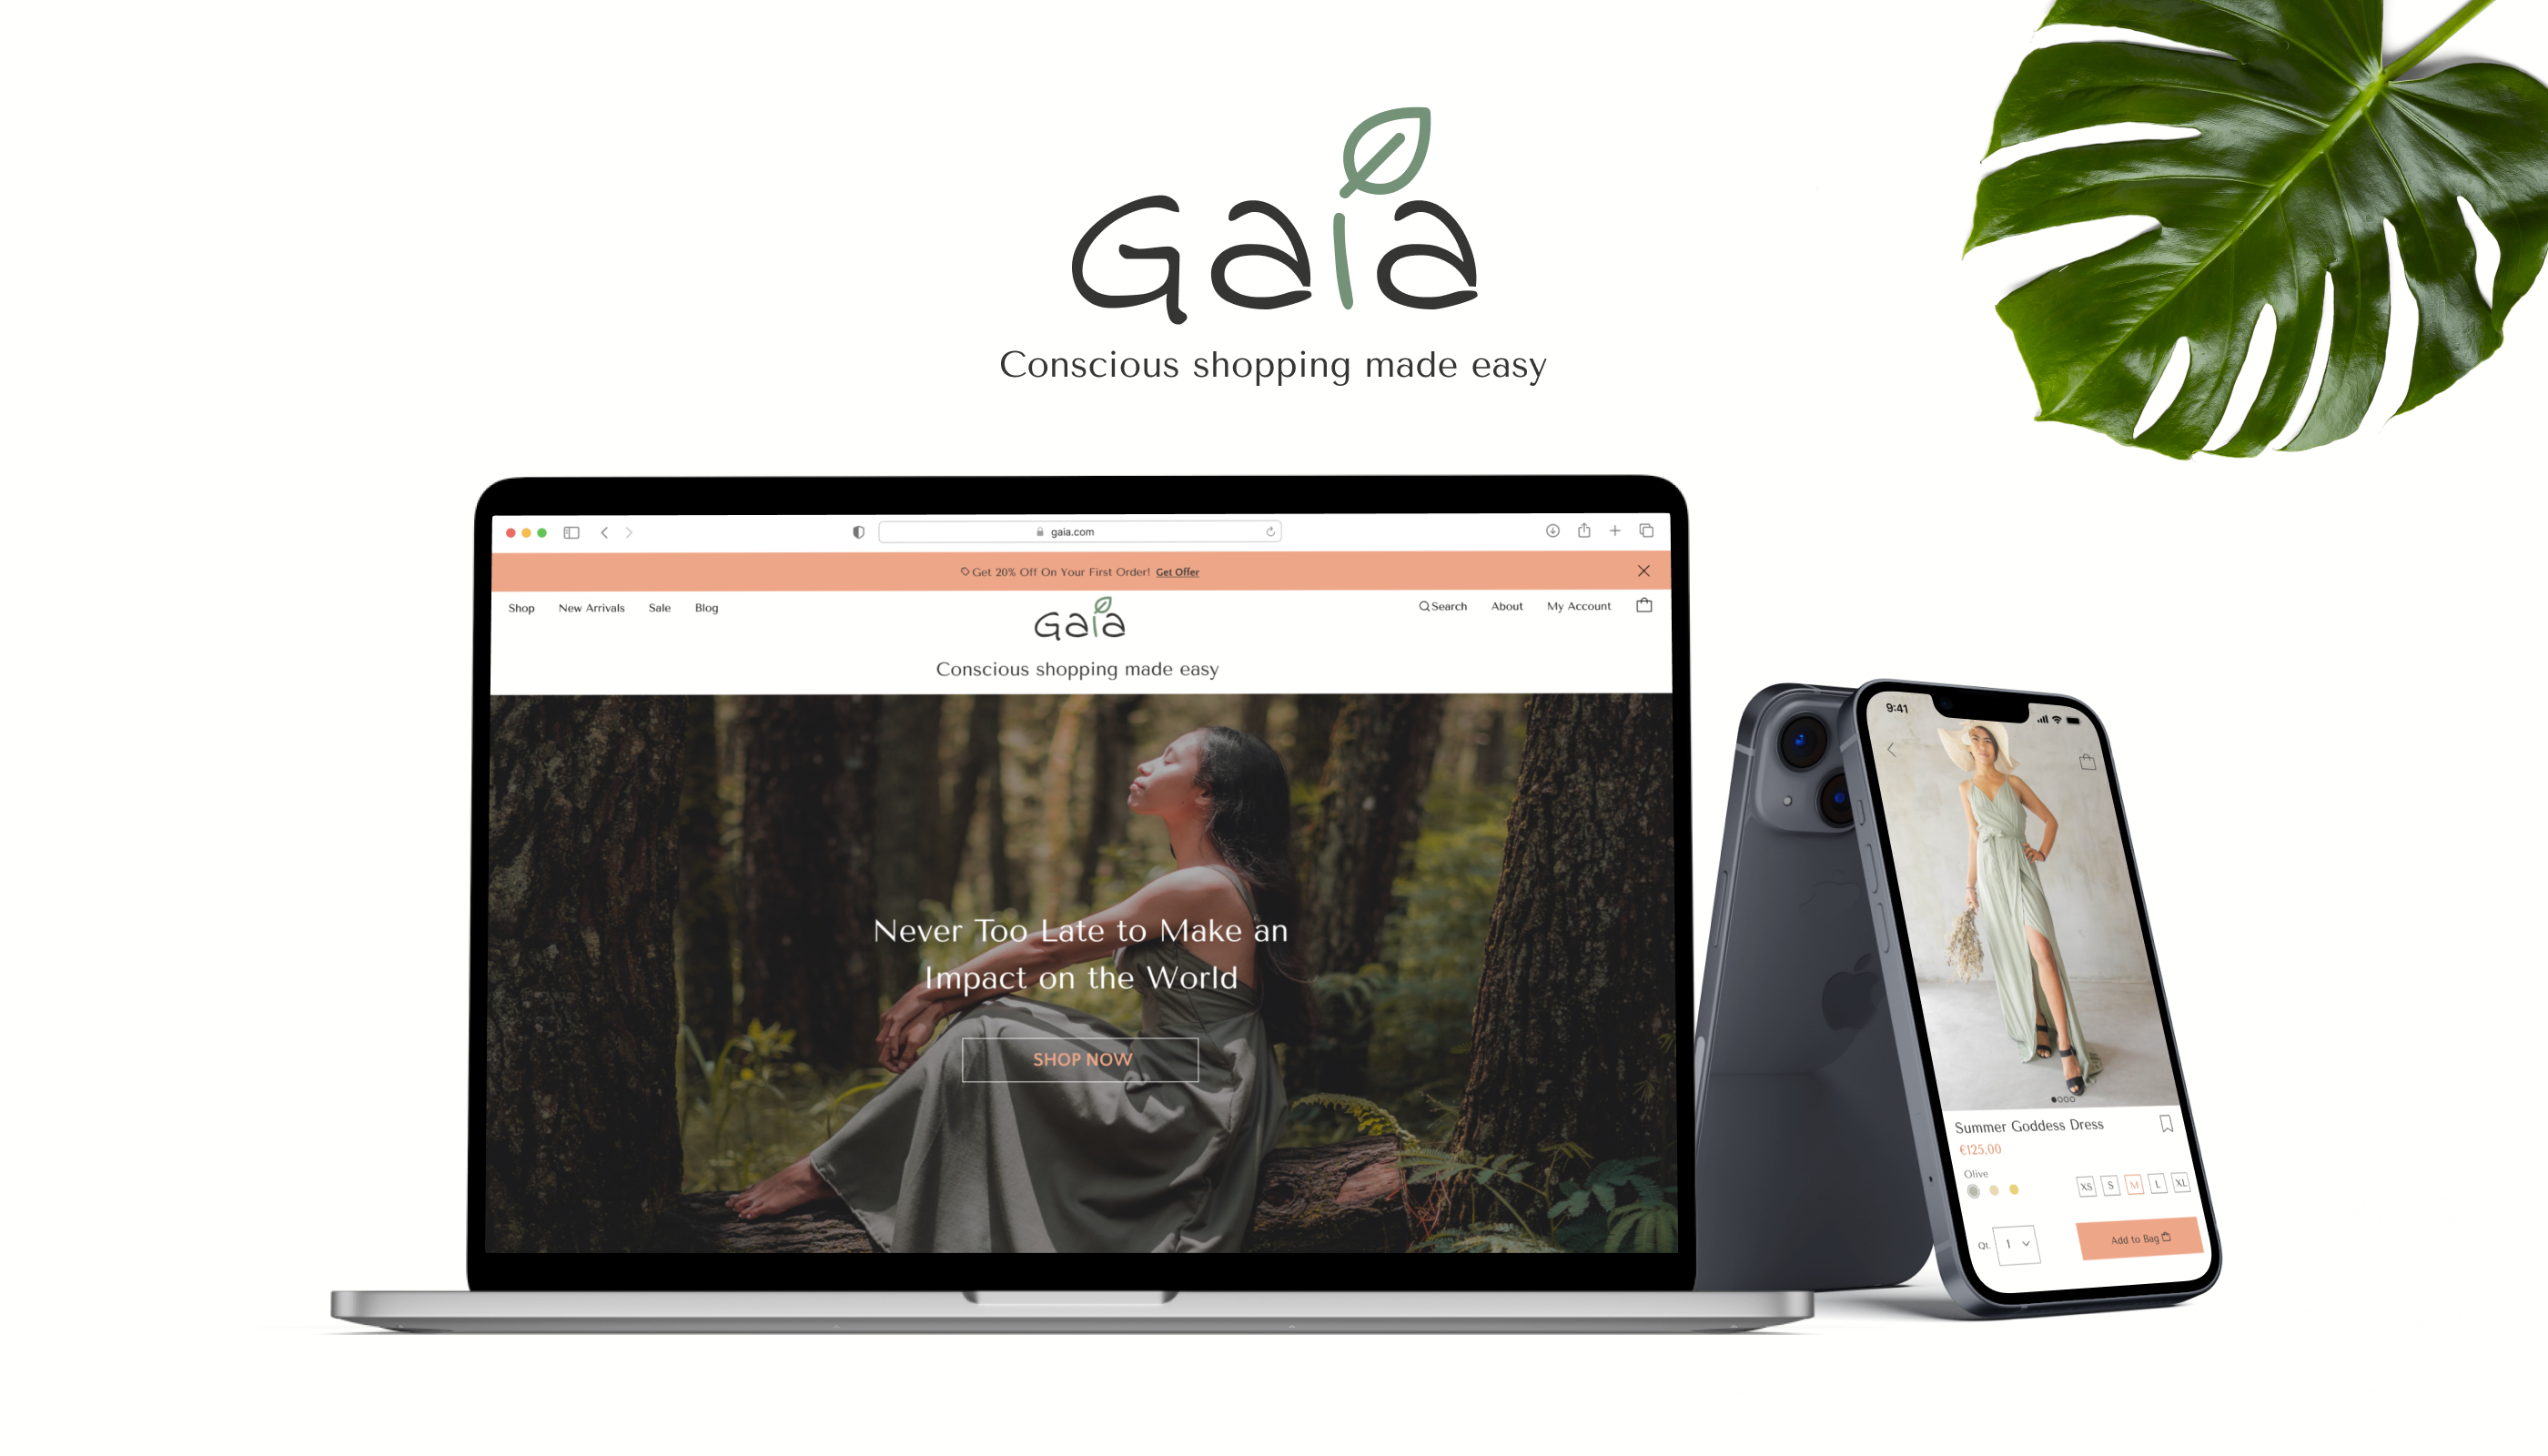 Gaia
Conscious shopping made easy
gaia.com
Get 20% Off On Your First Order! Get Offer
Shop New Arrivals Sale Blog
Gaia
Search About My Account
Conscious shopping made easy
Never Too Late to Make an
Impact on the World
SHOP NOW
9:41
Summer Goddess Dress
€125,00
Olive
XS S M L XL
Qt. 1
Add to Bag